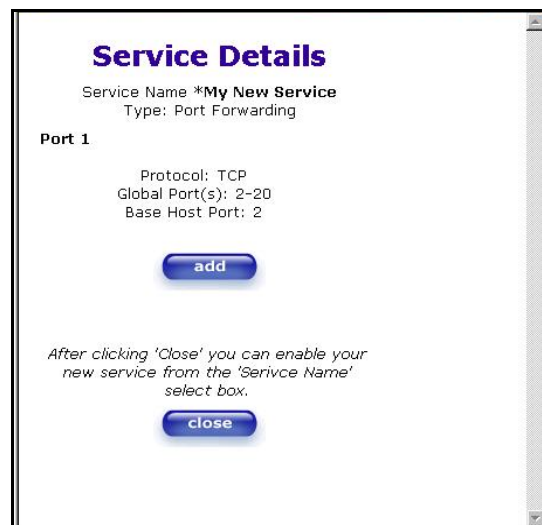 Service Details
Service Name *My New Service
Type: Port Forwarding
Port 1
Protocol: TCP
Global Port(s): 2-20
Base Host Port: 2
add
After clicking 'Close' you can enable your
new service from the 'Serivce Name'
select box.
close